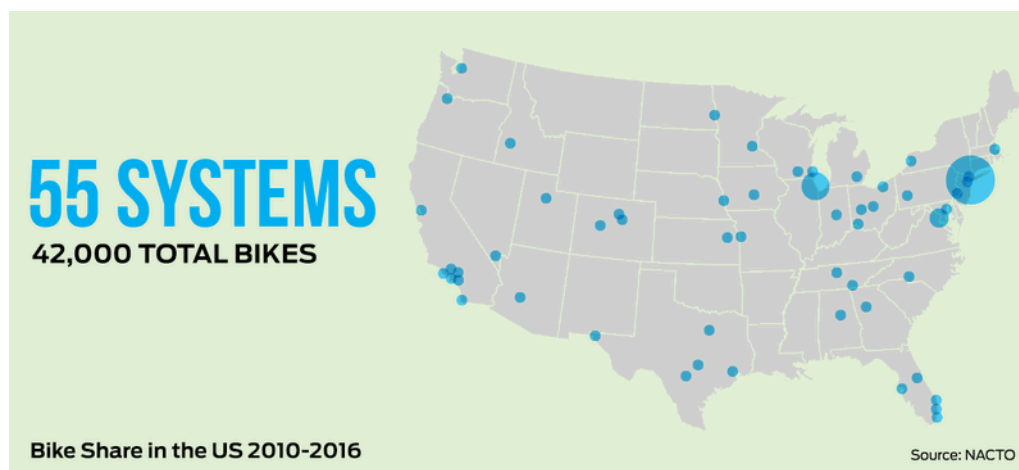 55 SYSTEMS
42,000 TOTAL BIKES
Bike Share in the US 2010-2016
Source: NACTO